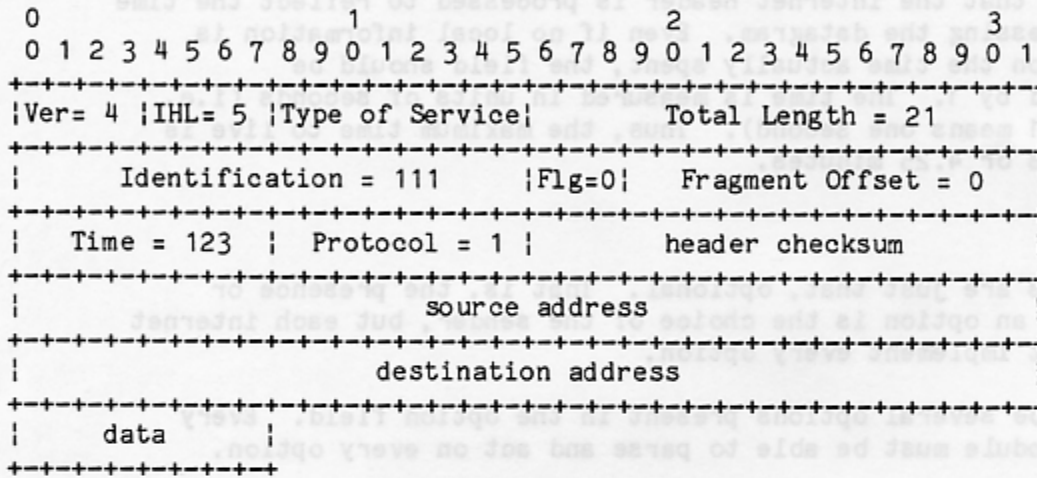 0 1 2 3
0 1 2 3 4 5 6 7 8 9 0 1 2 3 4 5 6 7 8 9 0 1 2 3 4 5 6 7 8 9 0 1
+-+-+-+-+-+-+-+-+-+-+-+-+-+-+-+-+-+-+-+-+-+-+-+-+-+-+-+-+-+-+-+-
|Ver= 4 |IHL= 5 |Type of Service| Total Length = 21
+-+-+-+-+-+-+-+-+-+-+-+-+-+-+-+-+-+-+-+-+-+-+-+-+-+-+-+-+-+-+-+-
| Identification = 111 |Flg=0| Fragment Offset = 0
+-+-+-+-+-+-+-+-+-+-+-+-+-+-+-+-+-+-+-+-+-+-+-+-+-+-+-+-+-+-+-+-
| Time = 123 | Protocol = 1 | header checksum
+-+-+-+-+-+-+-+-+-+-+-+-+-+-+-+-+-+-+-+-+-+-+-+-+-+-+-+-+-+-+-+-
| source address
+-+-+-+-+-+-+-+-+-+-+-+-+-+-+-+-+-+-+-+-+-+-+-+-+-+-+-+-+-+-+-+-
| destination address
+-+-+-+-+-+-+-+-+-+-+-+-+-+-+-+-+-+-+-+-+-+-+-+-+-+-+-+-+-+-+-+-
| data |
+-+-+-+-+-+-+-+-+